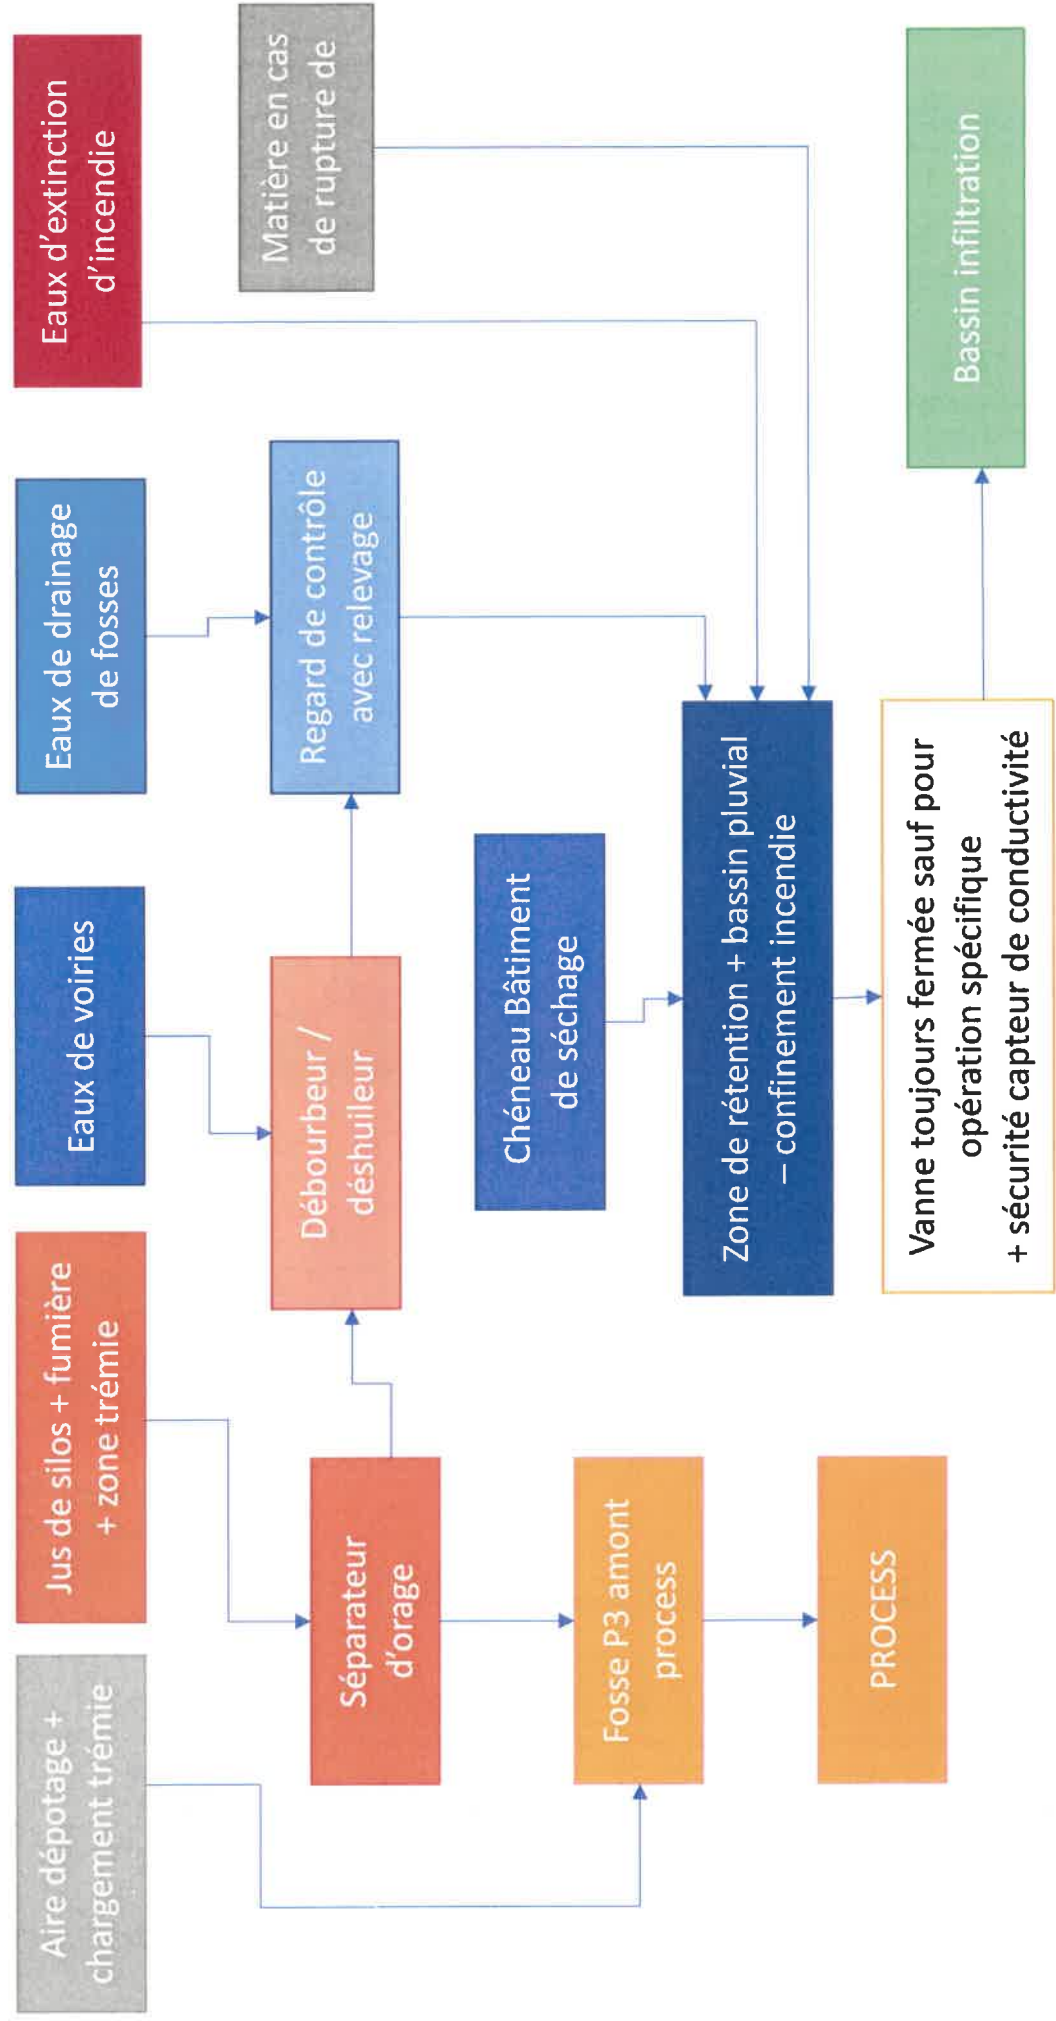 Aire dépotage +
chargement trémie
Jus de silos + fumière
+ zone trémie
Eaux de voiries
Eaux de drainage
de fosses
Eaux d'extinction
d'incendie
Séparateur
d'orage
Débourbeur /
déshuileur
Regard de contrôle
avec relevage
Matière en cas
de rupture de
Fosse P3 amont
process
Chéneau Bâtiment
de séchage
PROCESS
Zone de rétention + bassin pluvial
– confinement incendie
Vanne toujours fermée sauf pour
opération spécifique
+ sécurité capteur de conductivité
Bassin infiltration